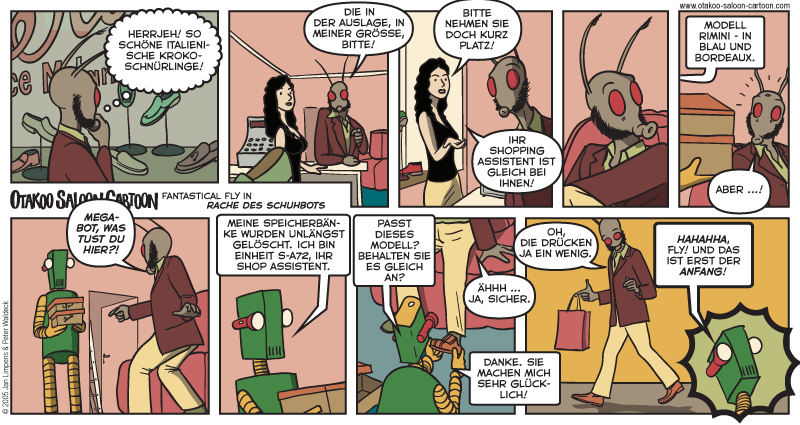 www.otakoo-saloon-cartoon.com
HERRJEH! SO
SCHÖNE ITALIENI-
SCHE KROKO-
SCHNÜRLINGE!
DIE IN
DER AUSLAGE, IN
MEINER GRÖSSE,
BITTE!
BITTE
NEHMEN SIE
DOCH KURZ
PLATZ!
IHR
SHOPPING
ASSISTENT IST
GLEICH BEI
IHNEN!
MODELL
RIMINI - IN
BLAU UND
BORDEAUX.
ABER ...!
OTAKOO SALOON CARTOON
FANTASTICAL FLY IN
RACHE DES SCHUHBOTS
MEGA-
BOT, WAS
TUST DU
HIER?!
MEINE SPEICHERBÄN-
KE WURDEN UNLÄNGST
GELÖSCHT. ICH BIN
EINHEIT S-A72, IHR
SHOP ASSISTENT.
PASST
DIESES
MODELL?
BEHALTEN SIE
ES GLEICH
AN?
ÄHHH ...
JA, SICHER.
DANKE. SIE
MACHEN MICH
SEHR GLÜCK-
LICH!
OH,
DIE DRÜCKEN
JA EIN WENIG.
HAHAHHA,
FLY! UND DAS
IST ERST DER
ANFANG!
© 2005 Jan Limpens & Peter Waldeck